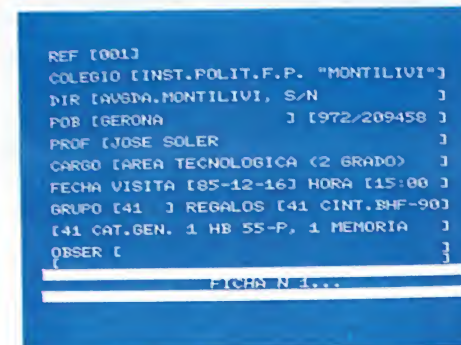 REF [001]
COLEGIO [INST.POLIT.F.P. "MONTILIVI"]
DIR [AVGDA.MONTILIVI, S/N ]
POB [GERONA ] [972/209458 ]
PROF [JOSE SOLER ]
CARGO [AREA TECNOLOGICA (2 GRADO) ]
FECHA VISITA [85-12-16] HORA [15:00 ]
GRUPO [41 ] REGALOS [41 CINT.BHF-90]
[41 CAT.GEN. 1 HB 55-P, 1 MEMORIA ]
OBSER [ ]
[ ]
FICHA N 1...